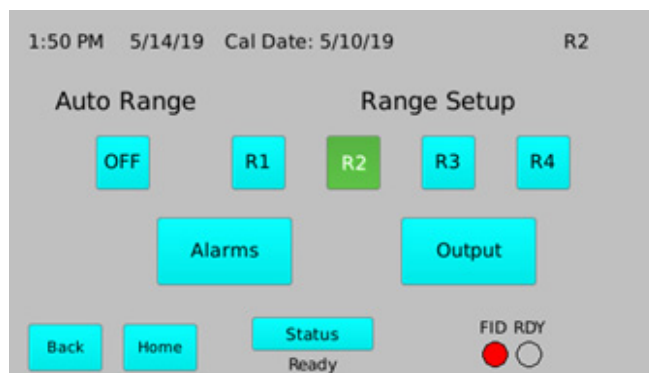 1:50 PM 5/14/19 Cal Date: 5/10/19 R2
Auto Range Range Setup
OFF R1 R2 R3 R4
Alarms Output
Status FID RDY
Back Home
Ready